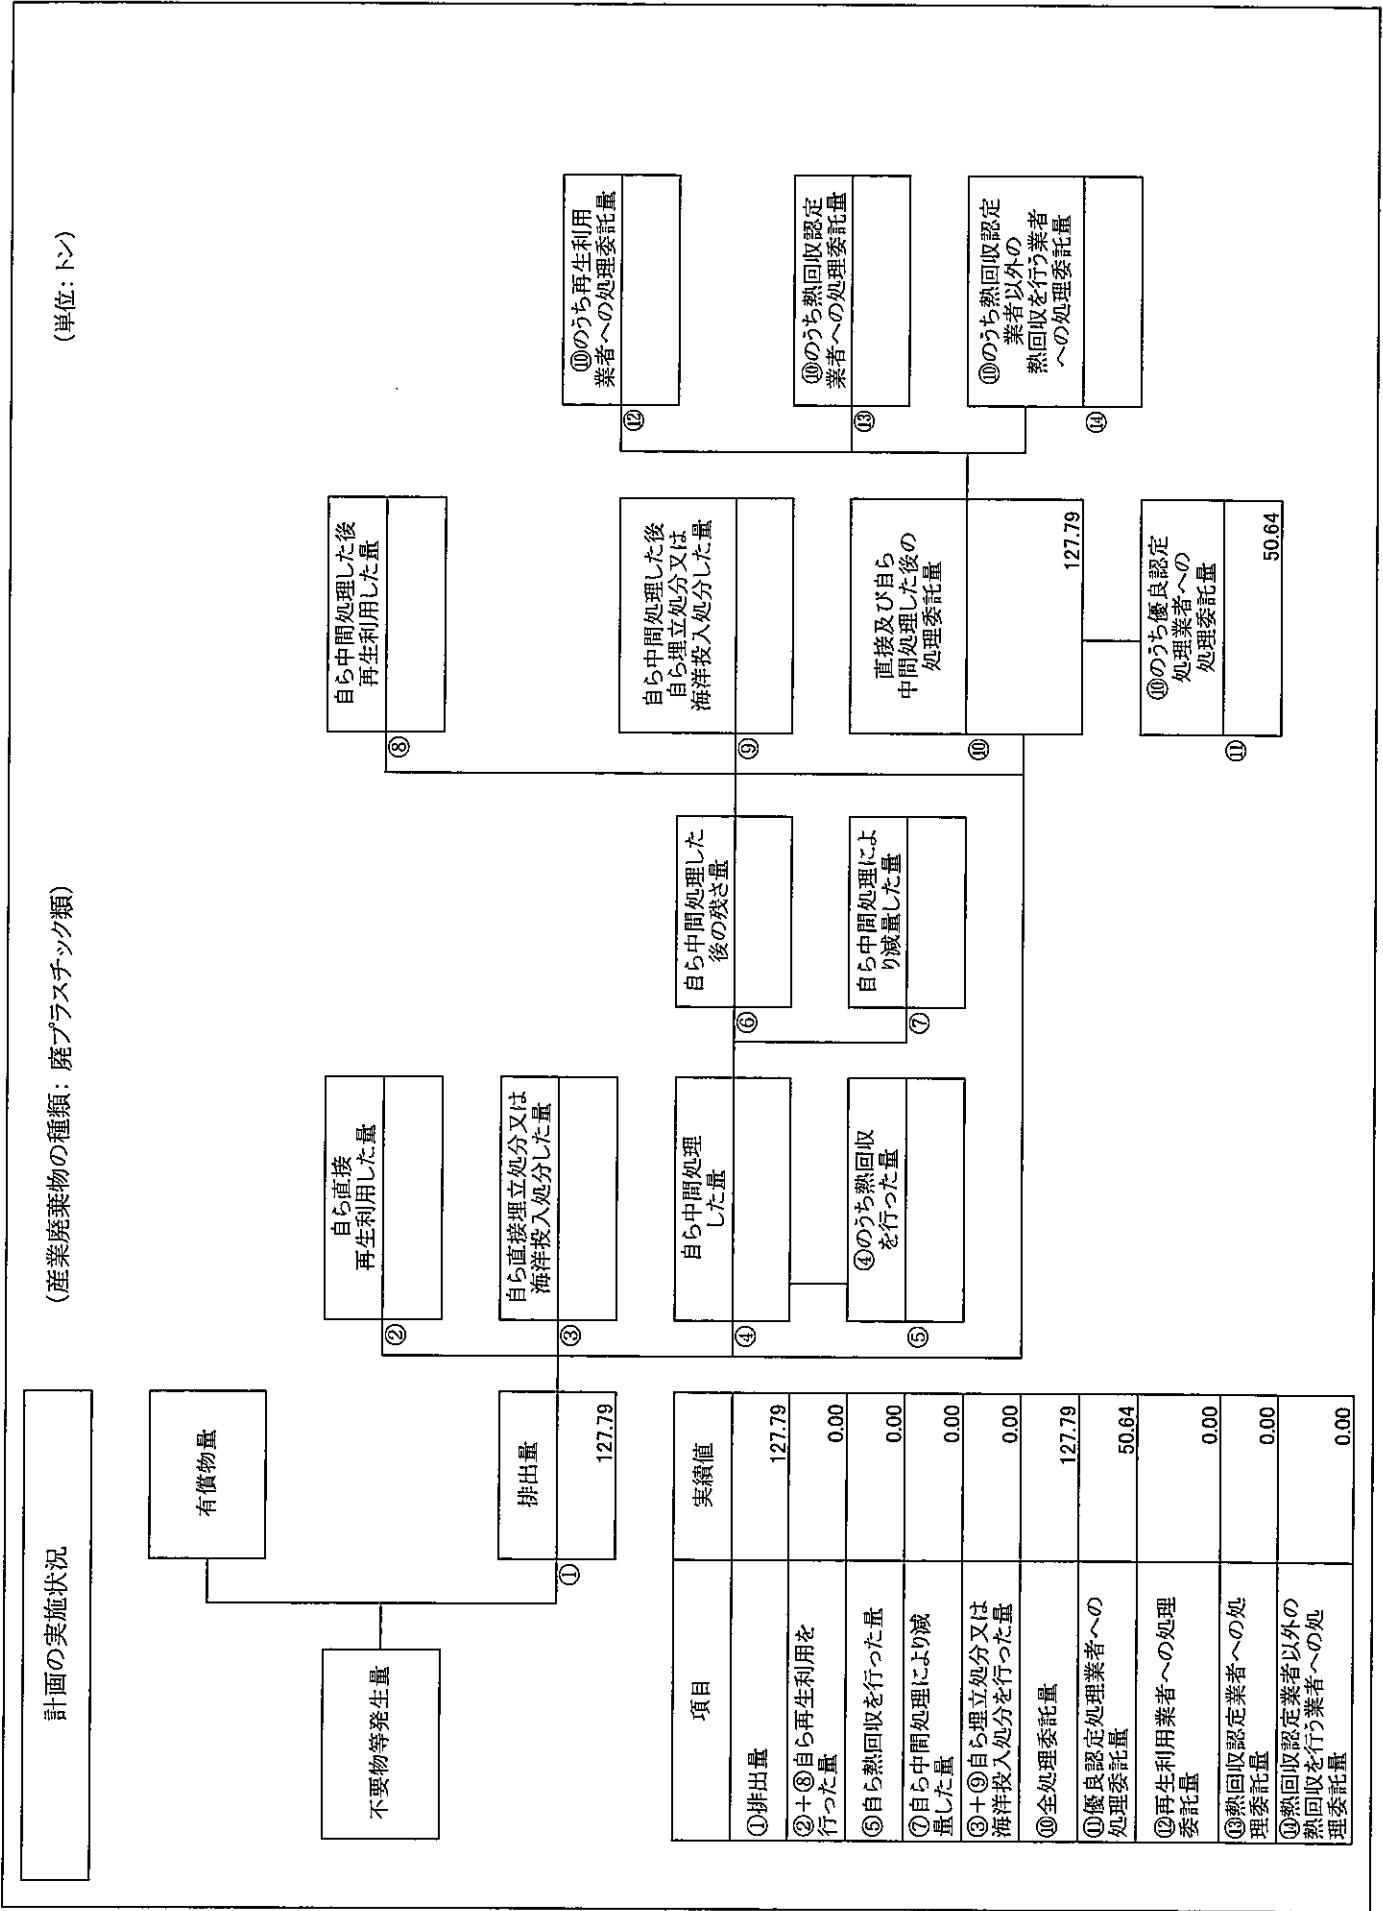 計画の実施状況
(産業廃棄物の種類: 廃プラスチック類)
(単位: トン)
不要物等発生量
有償物量
①
排出量
127.79
②
自ら直接
再生利用した量
③
自ら直接埋立処分又は
海洋投入処分した量
④
自ら中間処理
した量
⑤
④のうち熱回収
を行った量
⑥
自ら中間処理した
後の残さ量
⑦
自ら中間処理によ
り減量した量
⑧
自ら中間処理した後
再生利用した量
⑨
自ら中間処理した後
自ら埋立処分又は
海洋投入処分した量
⑩
直接及び自ら
中間処理した後の
処理委託量
127.79
⑪
⑩のうち優良認定
処理業者への
処理委託量
50.64
⑫
⑩のうち再生利用
業者への処理委託量
⑬
⑩のうち熱回収認定
業者への処理委託量
⑭
⑩のうち熱回収認定
業者以外の
熱回収を行う業者
への処理委託量
項目 実績値
①排出量 127.79
②+⑧自ら再生利用を
行った量 0.00
⑤自ら熱回収を行った量 0.00
⑦自ら中間処理により減
量した量 0.00
③+⑨自ら埋立処分又は
海洋投入処分を行った量 0.00
⑩全処理委託量 127.79
⑪優良認定処理業者への
処理委託量 50.64
⑫再生利用業者への処理
委託量 0.00
⑬熱回収認定業者への処
理委託量 0.00
⑭熱回収認定業者以外の
熱回収を行う業者への処
理委託量 0.00